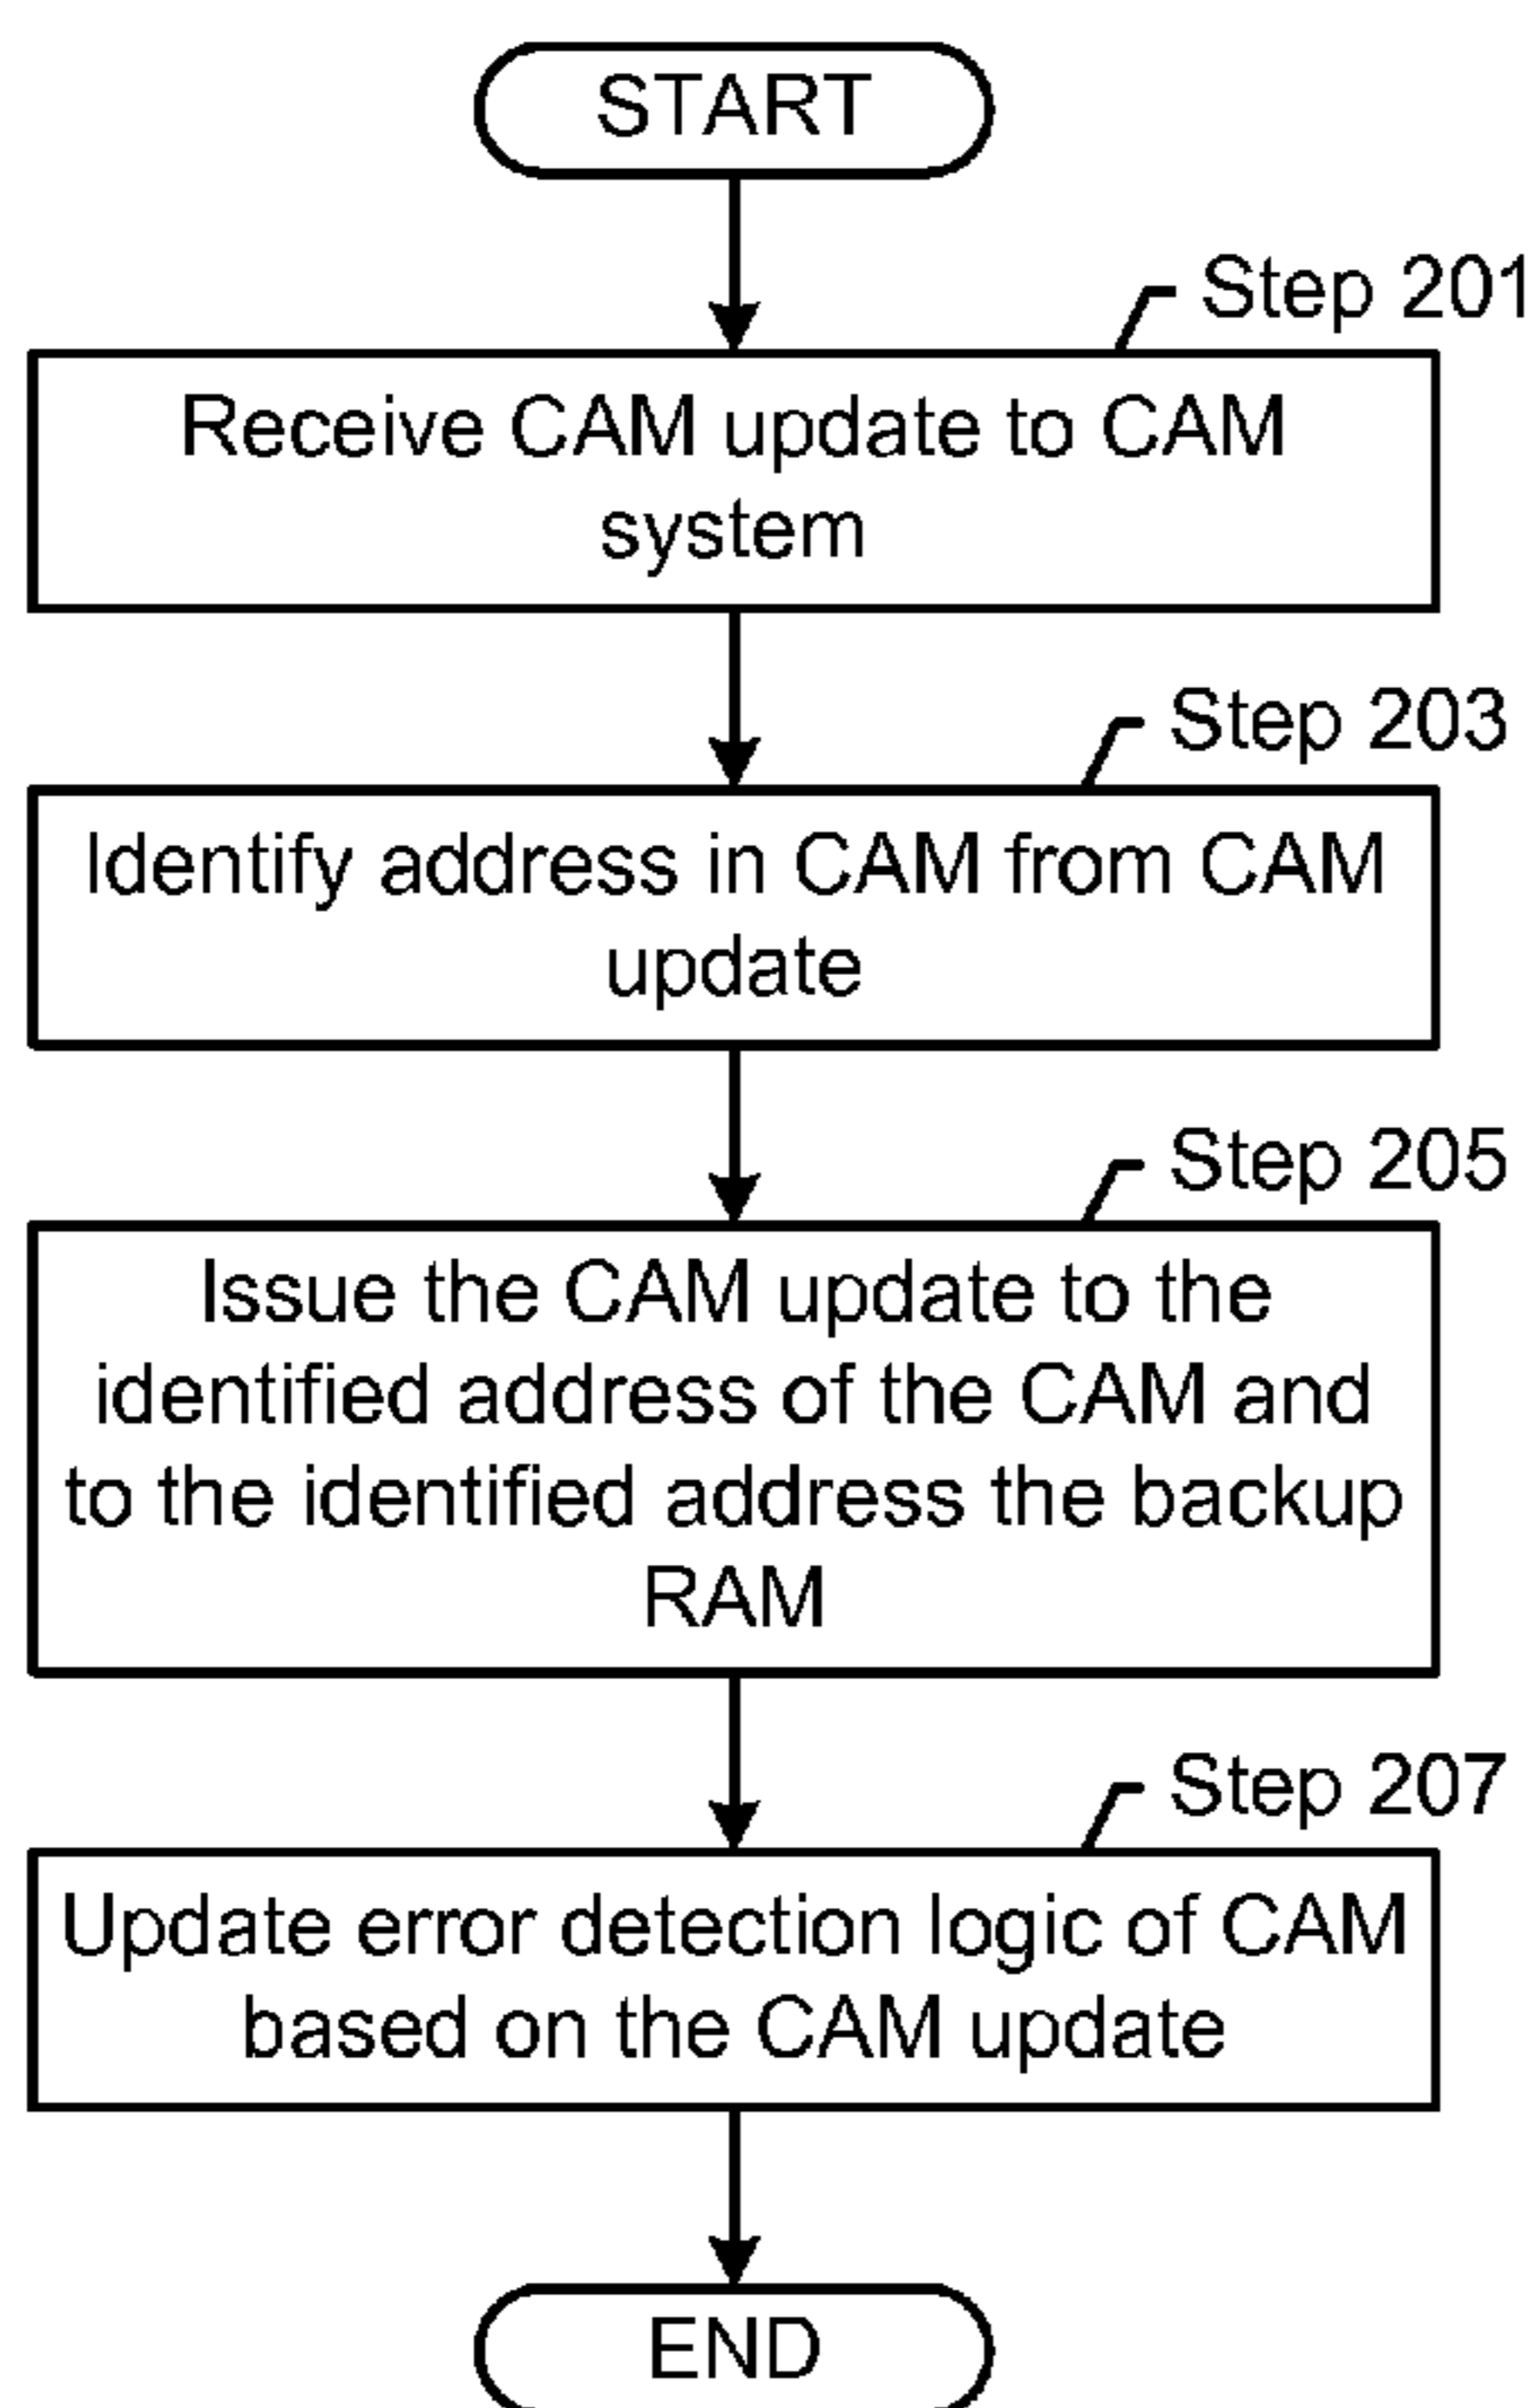 START
Step 201
Receive CAM update to CAM
system
Step 203
Identify address in CAM from CAM
update
Step 205
Issue the CAM update to the
identified address of the CAM and
to the identified address the backup
RAM
Step 207
Update error detection logic of CAM
based on the CAM update
END